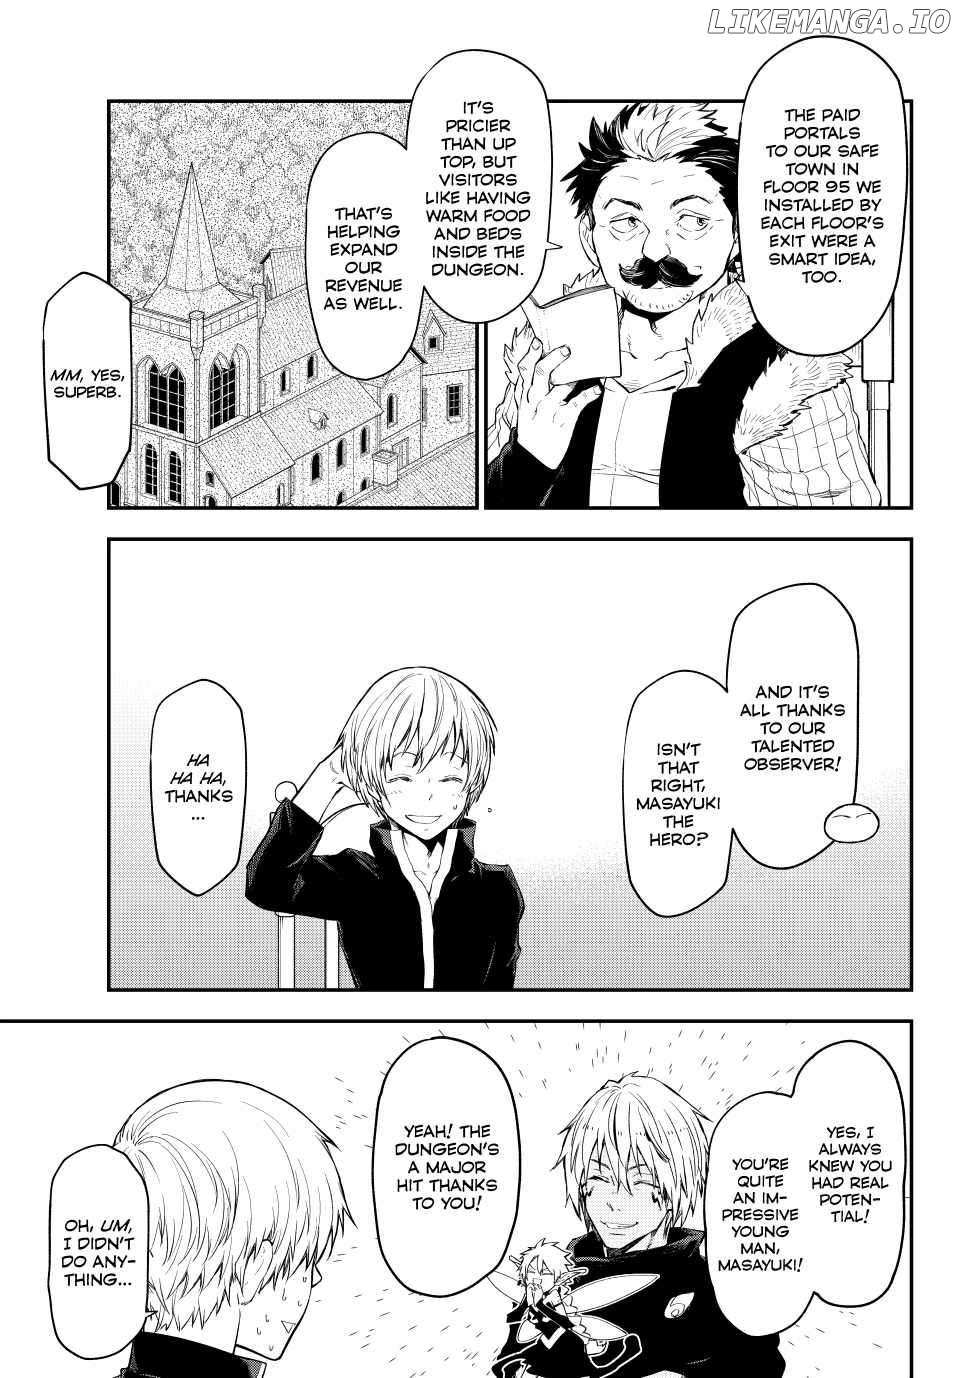 LIKEMANGA.IO
THE PAID
PORTALS
TO OUR SAFE
TOWN IN
FLOOR 95 WE
INSTALLED BY
EACH FLOOR'S
EXIT WERE A
SMART IDEA,
TOO.
IT'S
PRICIER
THAN UP
TOP, BUT
VISITORS
LIKE HAVING
WARM FOOD
AND BEDS
INSIDE THE
DUNGEON.
THAT'S
HELPING
EXPAND
OUR
REVENUE
AS WELL.
MM, YES,
SUPERB.
AND IT'S
ALL THANKS
TO OUR
TALENTED
OBSERVER!
ISN'T
THAT
RIGHT,
MASAYUKI
THE
HERO?
HA
HA HA,
THANKS
...
YES, I
ALWAYS
KNEW YOU
HAD REAL
POTEN-
TIAL!
YOU'RE
QUITE
AN IM-
PRESSIVE
YOUNG
MAN,
MASAYUKI!
YEAH! THE
DUNGEON'S
A MAJOR
HIT THANKS
TO YOU!
OH, UM,
I DIDN'T
DO ANY-
THING...